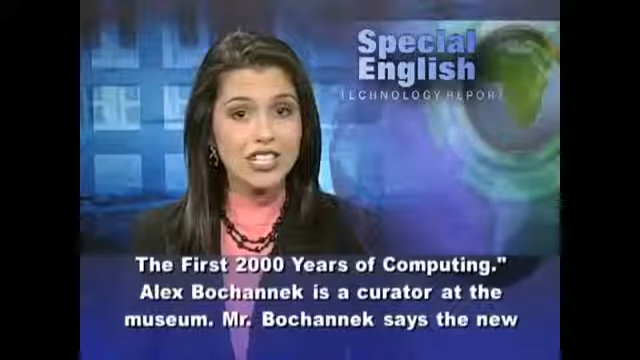 Special
English
TECHNOLOGY REPORT
The First 2000 Years of Computing."
Alex Bochannek is a curator at the
museum. Mr. Bochannek says the new